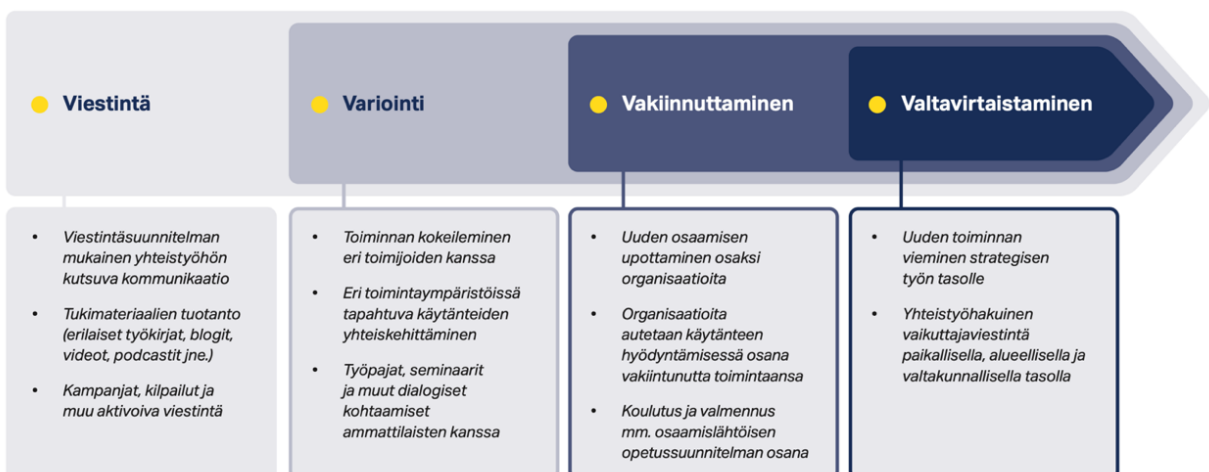 Viestintä
Variointi
Vakiinnuttaminen
Valtavirtaistaminen
• Viestintäsuunnitelman
mukainen yhteistyöhön
kutsuva kommunikaatio
• Tukimateriaalien tuotanto
(erilaiset työkirjat, blogit,
videot, podcastit jne.)
• Kampanjat, kilpailut ja
muu aktivoiva viestintä
• Toiminnan kokeileminen
eri toimijoiden kanssa
• Eri toimintaympäristöissä
tapahtuva käytänteiden
yhteiskehittäminen
• Työpajat, seminaarit
ja muut dialogiset
kohtaamiset
ammattilaisten kanssa
• Uuden osaamisen
upottaminen osaksi
organisaatioita
• Organisaatioita
autetaan käytänteen
hyödyntämisessä osana
vakiintunutta toimintaansa
• Koulutus ja valmennus
mm. osaamislähtöisen
opetussuunnitelman osana
• Uuden toiminnan
vieminen strategisen
työn tasolle
• Yhteistyöhakuinen
vaikuttajaviestintä
paikallisella, alueellisella ja
valtakunnallisella tasolla